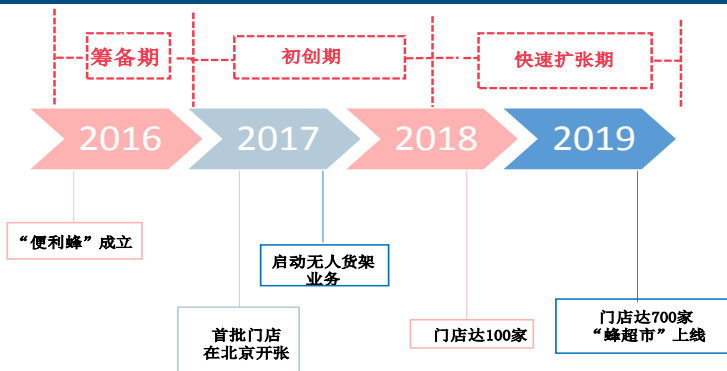 筹备期
初创期
快速扩张期
2016
2017
2018
2019
“便利蜂”成立
启动无人货架
业务
首批门店
在北京开张
门店达100家
门店达700家
“蜂超市”上线